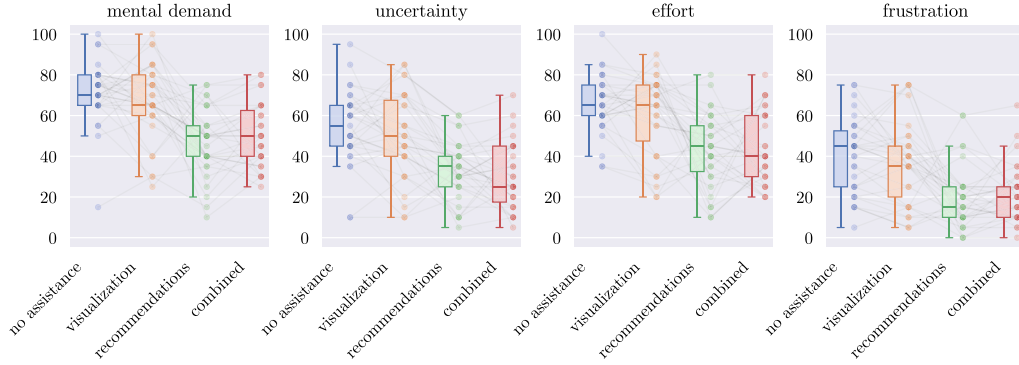 mental demand
100
80
60
40
20
0
no assistance
visualization
recommendations
combined
uncertainty
100
80
60
40
20
0
no assistance
visualization
recommendations
combined
effort
100
80
60
40
20
0
no assistance
visualization
recommendations
combined
frustration
100
80
60
40
20
0
no assistance
visualization
recommendations
combined